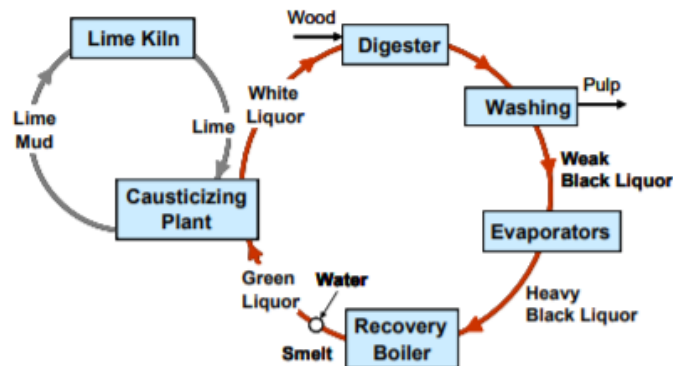 Wood
Lime Kiln
Digester
White
Liquor
Pulp
Washing
Lime
Mud
Lime
Weak
Black Liquor
Causticizing
Plant
Evaporators
Green
Liquor
Water
Heavy
Black Liquor
Smelt
Recovery
Boiler